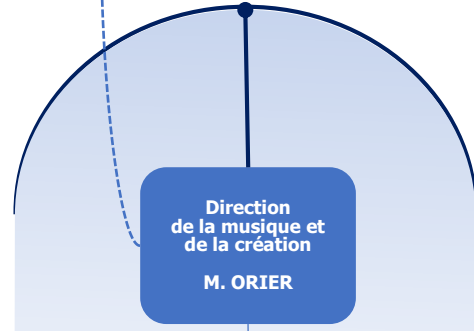 Direction
de la musique et
de la création
M. ORIER